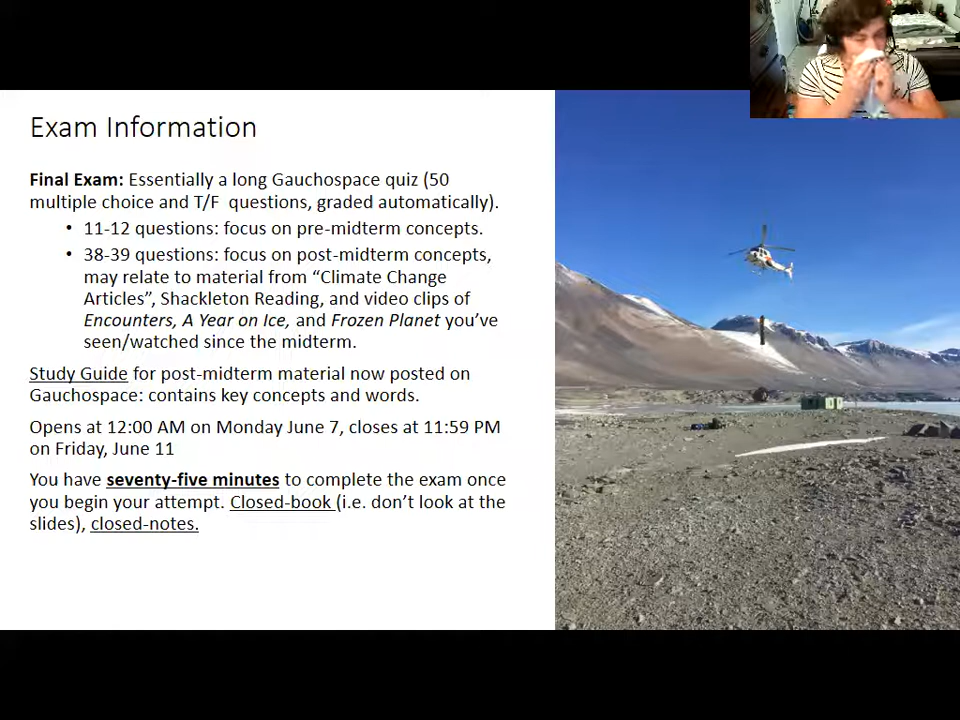 Exam Information
Final Exam: Essentially a long Gauchospace quiz (50
multiple choice and T/F questions, graded automatically).
• 11-12 questions: focus on pre-midterm concepts.
• 38-39 questions: focus on post-midterm concepts,
may relate to material from “Climate Change
Articles”, Shackleton Reading, and video clips of
Encounters, A Year on Ice, and Frozen Planet you’ve
seen/watched since the midterm.
Study Guide for post-midterm material now posted on
Gauchospace: contains key concepts and words.
Opens at 12:00 AM on Monday June 7, closes at 11:59 PM
on Friday, June 11
You have seventy-five minutes to complete the exam once
you begin your attempt. Closed-book (i.e. don’t look at the
slides), closed-notes.